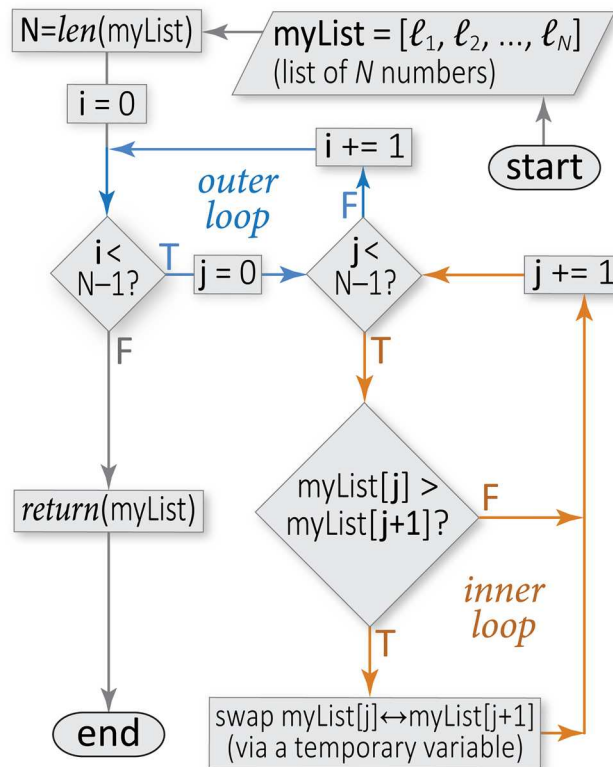 N=len(myList)
myList = [ℓ₁, ℓ₂, ..., ℓ_N]
(list of N numbers)
i = 0
start
i += 1
outer
loop
F
i<
N–1?
T
j = 0
j<
N–1?
j += 1
F
T
return(myList)
myList[j] >
myList[j+1]?
F
inner
loop
T
end
swap myList[j]↔myList[j+1]
(via a temporary variable)